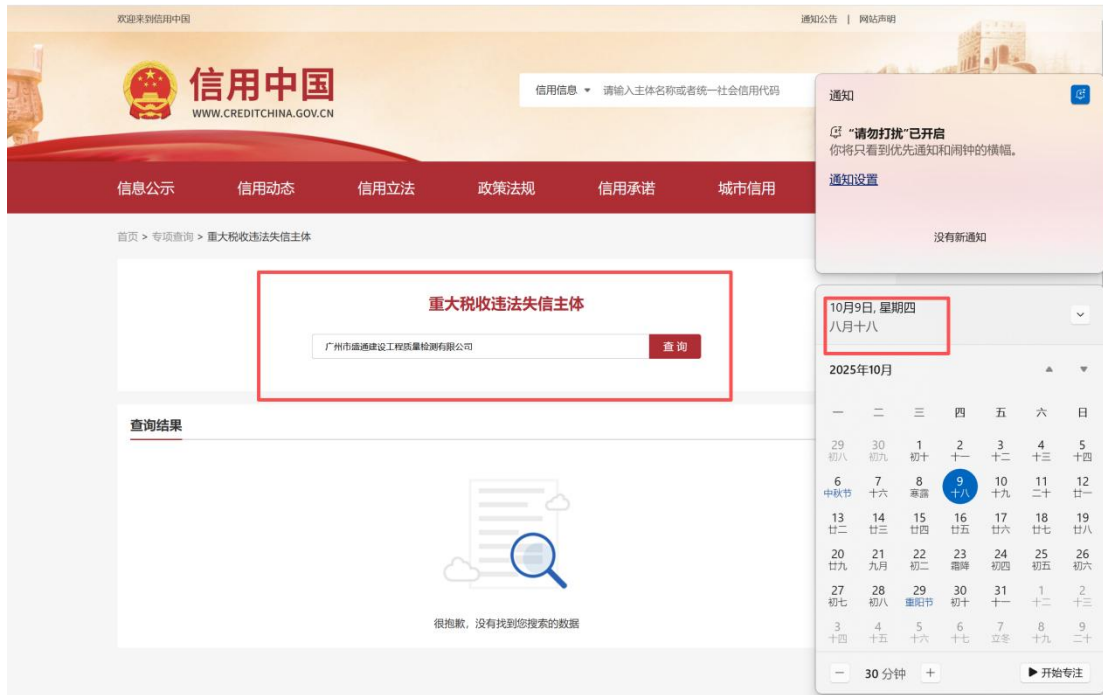 欢迎来到信用中国
通知公告 | 网站声明
信用中国
WWW.CREDITCHINA.GOV.CN
信用信息 请输入主体名称或者统一社会信用代码
信息公示 信用动态 信用立法 政策法规 信用承诺 城市信用
首页 > 专项查询 > 重大税收违法失信主体
重大税收违法失信主体
广州市盛通建设工程质量检测有限公司 查询
查询结果
很抱歉，没有找到您搜索的数据
通知
“请勿打扰”已开启
你将只看到优先通知和闹钟的横幅。
通知设置
没有新通知
10月9日, 星期四
八月十八
2025年10月
一 二 三 四 五 六 日
29 30 1 2 3 4 5
初八 初九 初十 十一 十二 十三 十四
6 7 8 9 10 11 12
中秋节 十六 寒露 十八 十九 二十 廿一
13 14 15 16 17 18 19
廿二 廿三 廿四 廿五 廿六 廿七 廿八
20 21 22 23 24 25 26
廿九 九月 初二 霜降 初四 初五 初六
27 28 29 30 31 1 2
初七 初八 重阳节 初十 十一 十二 十三
3 4 5 6 7 8 9
十四 十五 十六 十七 立冬 十九 二十
30 分钟
开始专注